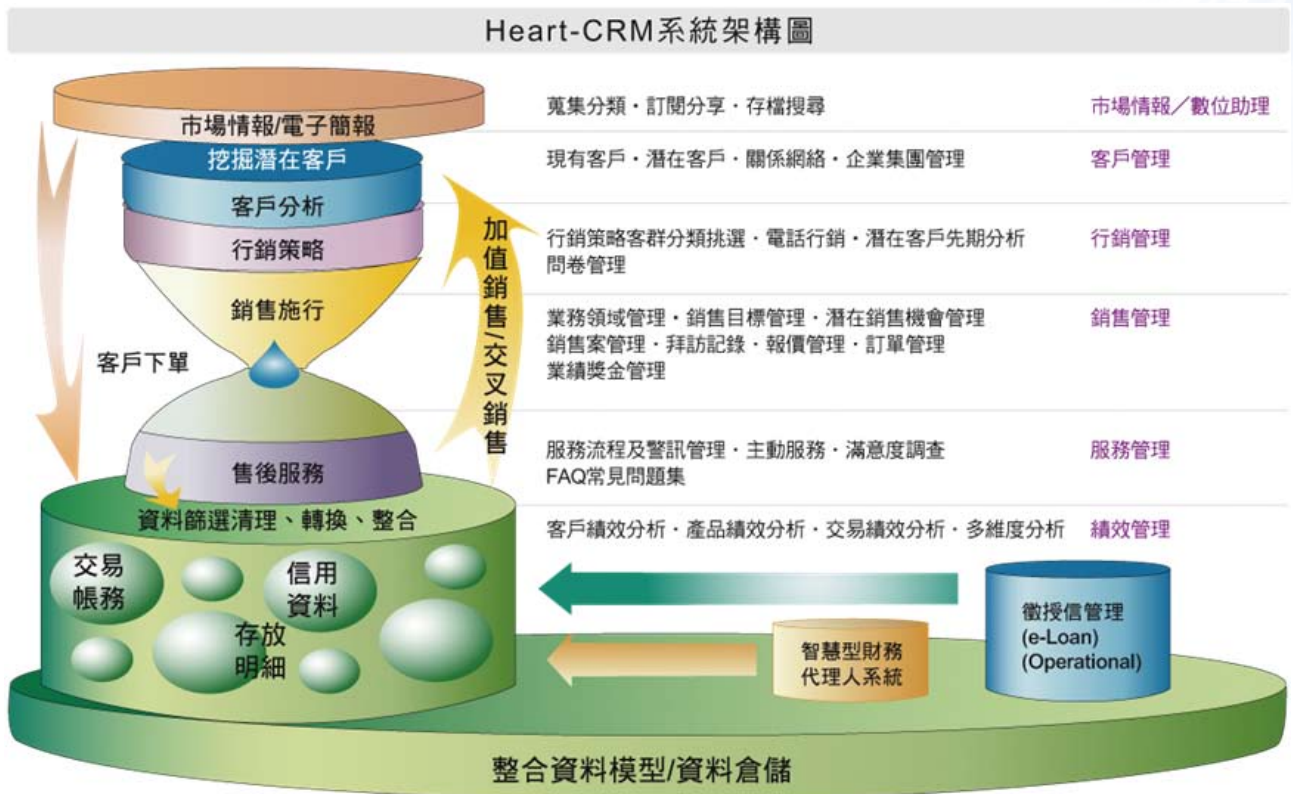 Heart-CRM系統架構圖
市場情報/電子簡報
蒐集分類・訂閱分享・存檔搜尋
市場情報／數位助理
挖掘潛在客戶
現有客戶・潛在客戶・關係網絡・企業集團管理
客戶管理
客戶分析
行銷策略
行銷策略客群分類挑選・電話行銷・潛在客戶先期分析
問卷管理
行銷管理
銷售施行
業務領域管理・銷售目標管理・潛在銷售機會管理
銷售案管理・拜訪記錄・報價管理・訂單管理
業績獎金管理
銷售管理
客戶下單
加值銷售/交叉銷售
售後服務
服務流程及警訊管理・主動服務・滿意度調查
FAQ常見問題集
服務管理
資料篩選清理、轉換、整合
客戶績效分析・產品績效分析・交易績效分析・多維度分析
績效管理
交易
帳務
信用
資料
存放
明細
智慧型財務
代理人系統
徵授信管理
(e-Loan)
(Operational)
整合資料模型/資料倉儲